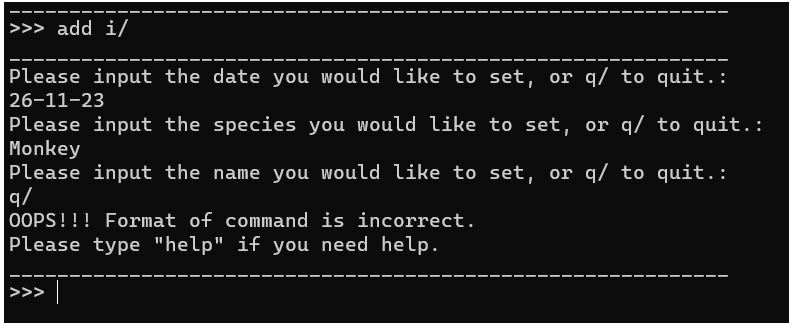 ____________________________________________________________
>>> add i/
____________________________________________________________
Please input the date you would like to set, or q/ to quit.:
26-11-23
Please input the species you would like to set, or q/ to quit.:
Monkey
Please input the name you would like to set, or q/ to quit.:
q/
OOPS!!! Format of command is incorrect.
Please type "help" if you need help.
____________________________________________________________
>>>